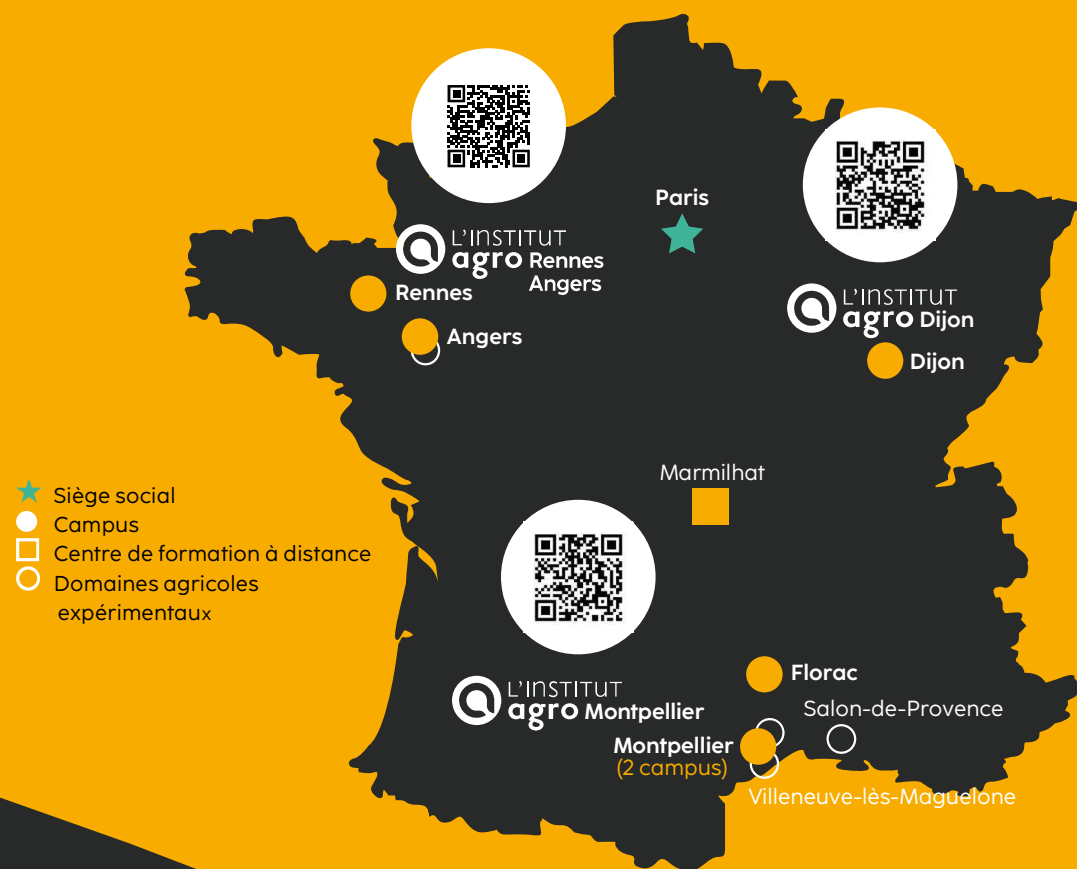 Paris
L'INSTITUT
agro Rennes
Angers
Rennes
Angers
L'INSTITUT
agro Dijon
Dijon
Marmilhat
Siège social
Campus
Centre de formation à distance
Domaines agricoles
expérimentaux
L'INSTITUT
agro Montpellier
Florac
Salon-de-Provence
Montpellier
(2 campus)
Villeneuve-lès-Maguelone